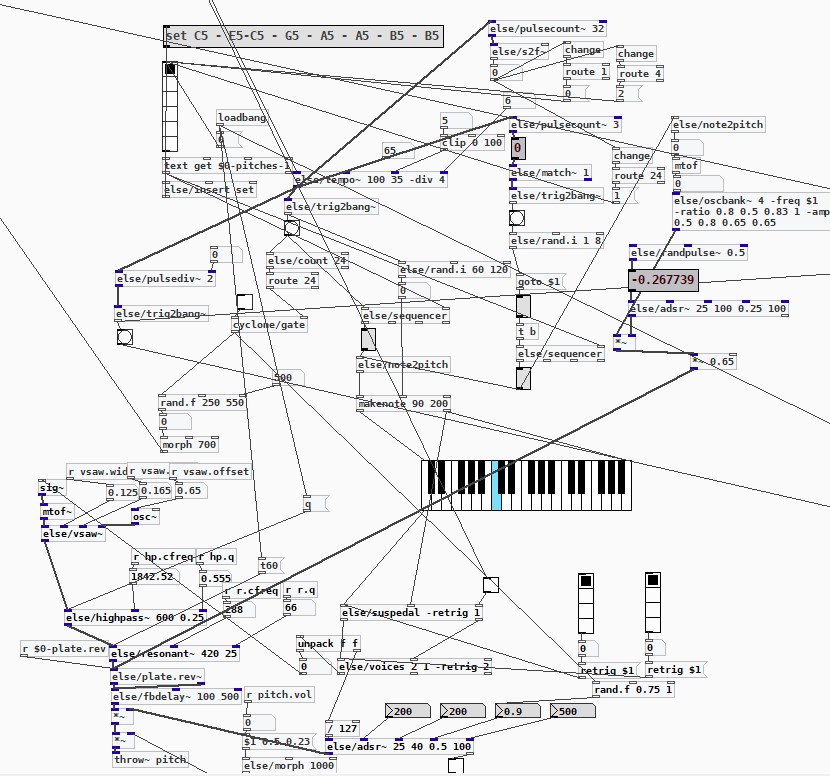 set C5 - E5-C5 - G5 - A5 - A5 - B5 - B5
else/pulsecount~ 32
else/s2f~
0
change
route 1
0
change
route 4
2
loadbang
0
5
clip 0 100
65
6
else/pulsecount~ 3
0
else/match~ 1
else/trig2bang~
else/rand.i 1 8
change
route 24
1
else/note2pitch
0
mtof
0
else/oscbank~ 4 -freq $1
-ratio 0.8 0.5 0.83 1 -amp
0.5 0.8 0.65 0.65
text get $0-pitches-1
else/insert set
else/tempo~ 100 35 -div 4
else/trig2bang~
else/randpulse~ 0.5
-0.267739
else/adsr~ 25 100 0.25 100
*~
*~ 0.65
0
else/pulsediv~ 2
else/trig2bang~
else/count 24
route 24
cyclone/gate
else/rand.i 60 120
0
else/sequencer
else/note2pitch
makenote 90 200
goto $1
t b
else/sequencer
500
rand.f 250 550
0
morph 700
r vsaw.wid
r vsaw.
r vsaw.offset
sig~
0.125
0.165
0.65
mtof~
osc~
else/vsaw~
q
r hp.cfreq
r hp.q
1842.52
0.555
t60
r r.cfreq
r r.q
288
66
else/highpass~ 600 0.25
r $0-plate.rev
else/resonant~ 420 25
else/plate.rev~
else/fbdelay~ 100 500
*~
*~
throw~ pitch
r pitch.vol
0
$1 0.5 0.23
else/morph 1000
unpack f f
0
else/suspedal -retrig 1
else/voices 2 1 -retrig 2
0
retrig $1
0
retrig $1
rand.f 0.75 1
200
200
0.9
500
/ 127
else/adsr~ 25 40 0.5 100